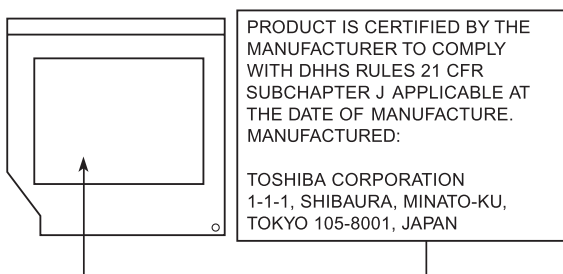 PRODUCT IS CERTIFIED BY THE
MANUFACTURER TO COMPLY
WITH DHHS RULES 21 CFR
SUBCHAPTER J APPLICABLE AT
THE DATE OF MANUFACTURE.
MANUFACTURED:
TOSHIBA CORPORATION
1-1-1, SHIBAURA, MINATO-KU,
TOKYO 105-8001, JAPAN